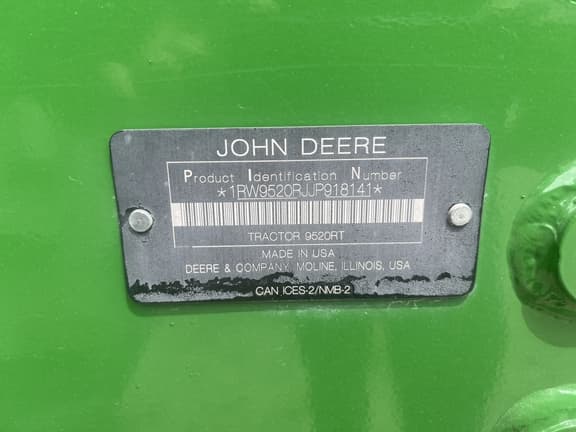 JOHN DEERE
Product Identification Number
*1RW9520RJJP918141*
TRACTOR 9520RT
MADE IN USA
DEERE & COMPANY, MOLINE, ILLINOIS, USA
CAN ICES-2/NMB-2